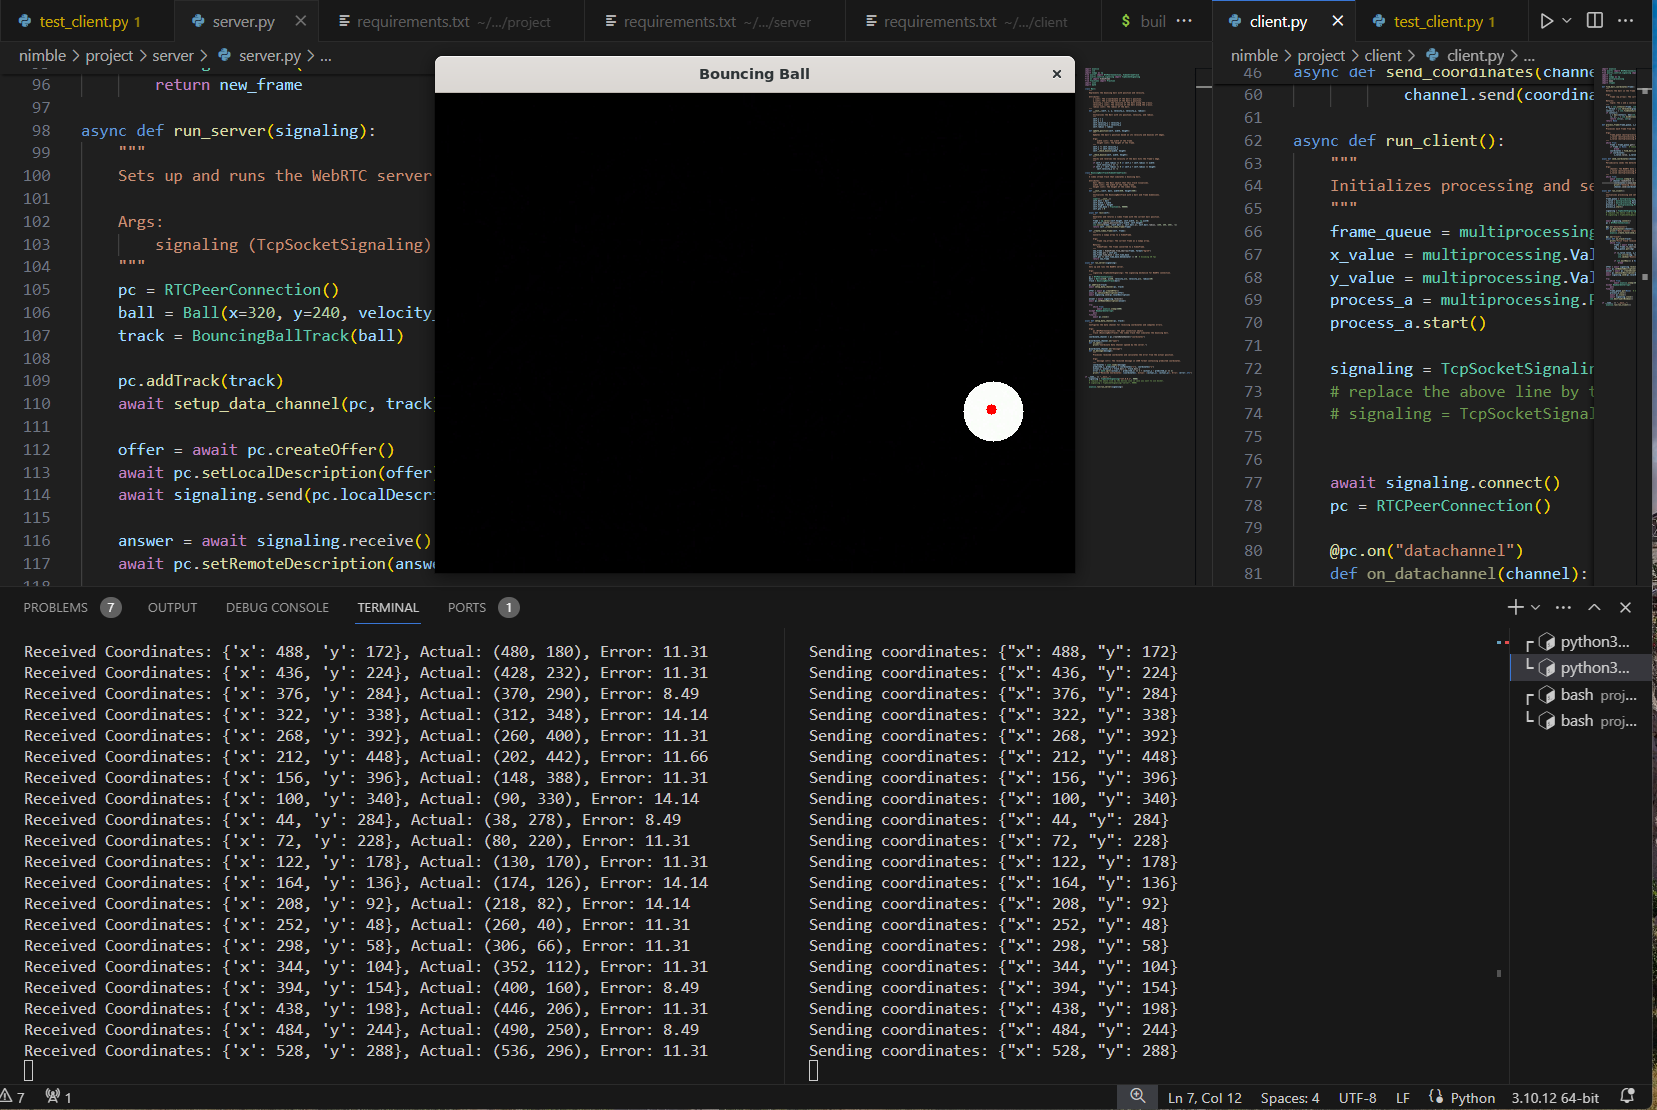 test_client.py 1
server.py
requirements.txt ~/.../project
requirements.txt ~/.../server
requirements.txt ~/.../client
$ buil ···
client.py
test_client.py 1
nimble > project > server > server.py > ...
nimble > project > client > client.py > ...
96 return new_frame
97
98 async def run_server(signaling):
99 """
100 Sets up and runs the WebRTC server
101
102 Args:
103 signaling (TcpSocketSignaling)
104 """
105 pc = RTCPeerConnection()
106 ball = Ball(x=320, y=240, velocity_
107 track = BouncingBallTrack(ball)
108
109 pc.addTrack(track)
110 await setup_data_channel(pc, track
111
112 offer = await pc.createOffer()
113 await pc.setLocalDescription(offer
114 await signaling.send(pc.localDescri
115
116 answer = await signaling.receive()
117 await pc.setRemoteDescription(answe
118
Bouncing Ball
46 async def send_coordinates(channe
60 channel.send(coordina
61
62 async def run_client():
63 """
64 Initializes processing and se
65 """
66 frame_queue = multiprocessing
67 x_value = multiprocessing.Val
68 y_value = multiprocessing.Val
69 process_a = multiprocessing.P
70 process_a.start()
71
72 signaling = TcpSocketSignalin
73 # replace the above line by t
74 # signaling = TcpSocketSignal
75
76
77 await signaling.connect()
78 pc = RTCPeerConnection()
79
80 @pc.on("datachannel")
81 def on_datachannel(channel):
PROBLEMS 7 OUTPUT DEBUG CONSOLE TERMINAL PORTS 1
Received Coordinates: {'x': 488, 'y': 172}, Actual: (480, 180), Error: 11.31
Received Coordinates: {'x': 436, 'y': 224}, Actual: (428, 232), Error: 11.31
Received Coordinates: {'x': 376, 'y': 284}, Actual: (370, 290), Error: 8.49
Received Coordinates: {'x': 322, 'y': 338}, Actual: (312, 348), Error: 14.14
Received Coordinates: {'x': 268, 'y': 392}, Actual: (260, 400), Error: 11.31
Received Coordinates: {'x': 212, 'y': 448}, Actual: (202, 442), Error: 11.66
Received Coordinates: {'x': 156, 'y': 396}, Actual: (148, 388), Error: 11.31
Received Coordinates: {'x': 100, 'y': 340}, Actual: (90, 330), Error: 14.14
Received Coordinates: {'x': 44, 'y': 284}, Actual: (38, 278), Error: 8.49
Received Coordinates: {'x': 72, 'y': 228}, Actual: (80, 220), Error: 11.31
Received Coordinates: {'x': 122, 'y': 178}, Actual: (130, 170), Error: 11.31
Received Coordinates: {'x': 164, 'y': 136}, Actual: (174, 126), Error: 14.14
Received Coordinates: {'x': 208, 'y': 92}, Actual: (218, 82), Error: 14.14
Received Coordinates: {'x': 252, 'y': 48}, Actual: (260, 40), Error: 11.31
Received Coordinates: {'x': 298, 'y': 58}, Actual: (306, 66), Error: 11.31
Received Coordinates: {'x': 344, 'y': 104}, Actual: (352, 112), Error: 11.31
Received Coordinates: {'x': 394, 'y': 154}, Actual: (400, 160), Error: 8.49
Received Coordinates: {'x': 438, 'y': 198}, Actual: (446, 206), Error: 11.31
Received Coordinates: {'x': 484, 'y': 244}, Actual: (490, 250), Error: 8.49
Received Coordinates: {'x': 528, 'y': 288}, Actual: (536, 296), Error: 11.31
Sending coordinates: {"x": 488, "y": 172}
Sending coordinates: {"x": 436, "y": 224}
Sending coordinates: {"x": 376, "y": 284}
Sending coordinates: {"x": 322, "y": 338}
Sending coordinates: {"x": 268, "y": 392}
Sending coordinates: {"x": 212, "y": 448}
Sending coordinates: {"x": 156, "y": 396}
Sending coordinates: {"x": 100, "y": 340}
Sending coordinates: {"x": 44, "y": 284}
Sending coordinates: {"x": 72, "y": 228}
Sending coordinates: {"x": 122, "y": 178}
Sending coordinates: {"x": 164, "y": 136}
Sending coordinates: {"x": 208, "y": 92}
Sending coordinates: {"x": 252, "y": 48}
Sending coordinates: {"x": 298, "y": 58}
Sending coordinates: {"x": 344, "y": 104}
Sending coordinates: {"x": 394, "y": 154}
Sending coordinates: {"x": 438, "y": 198}
Sending coordinates: {"x": 484, "y": 244}
Sending coordinates: {"x": 528, "y": 288}
python3...
python3...
bash proj...
bash proj...
7 1
Ln 7, Col 12 Spaces: 4 UTF-8 LF Python 3.10.12 64-bit